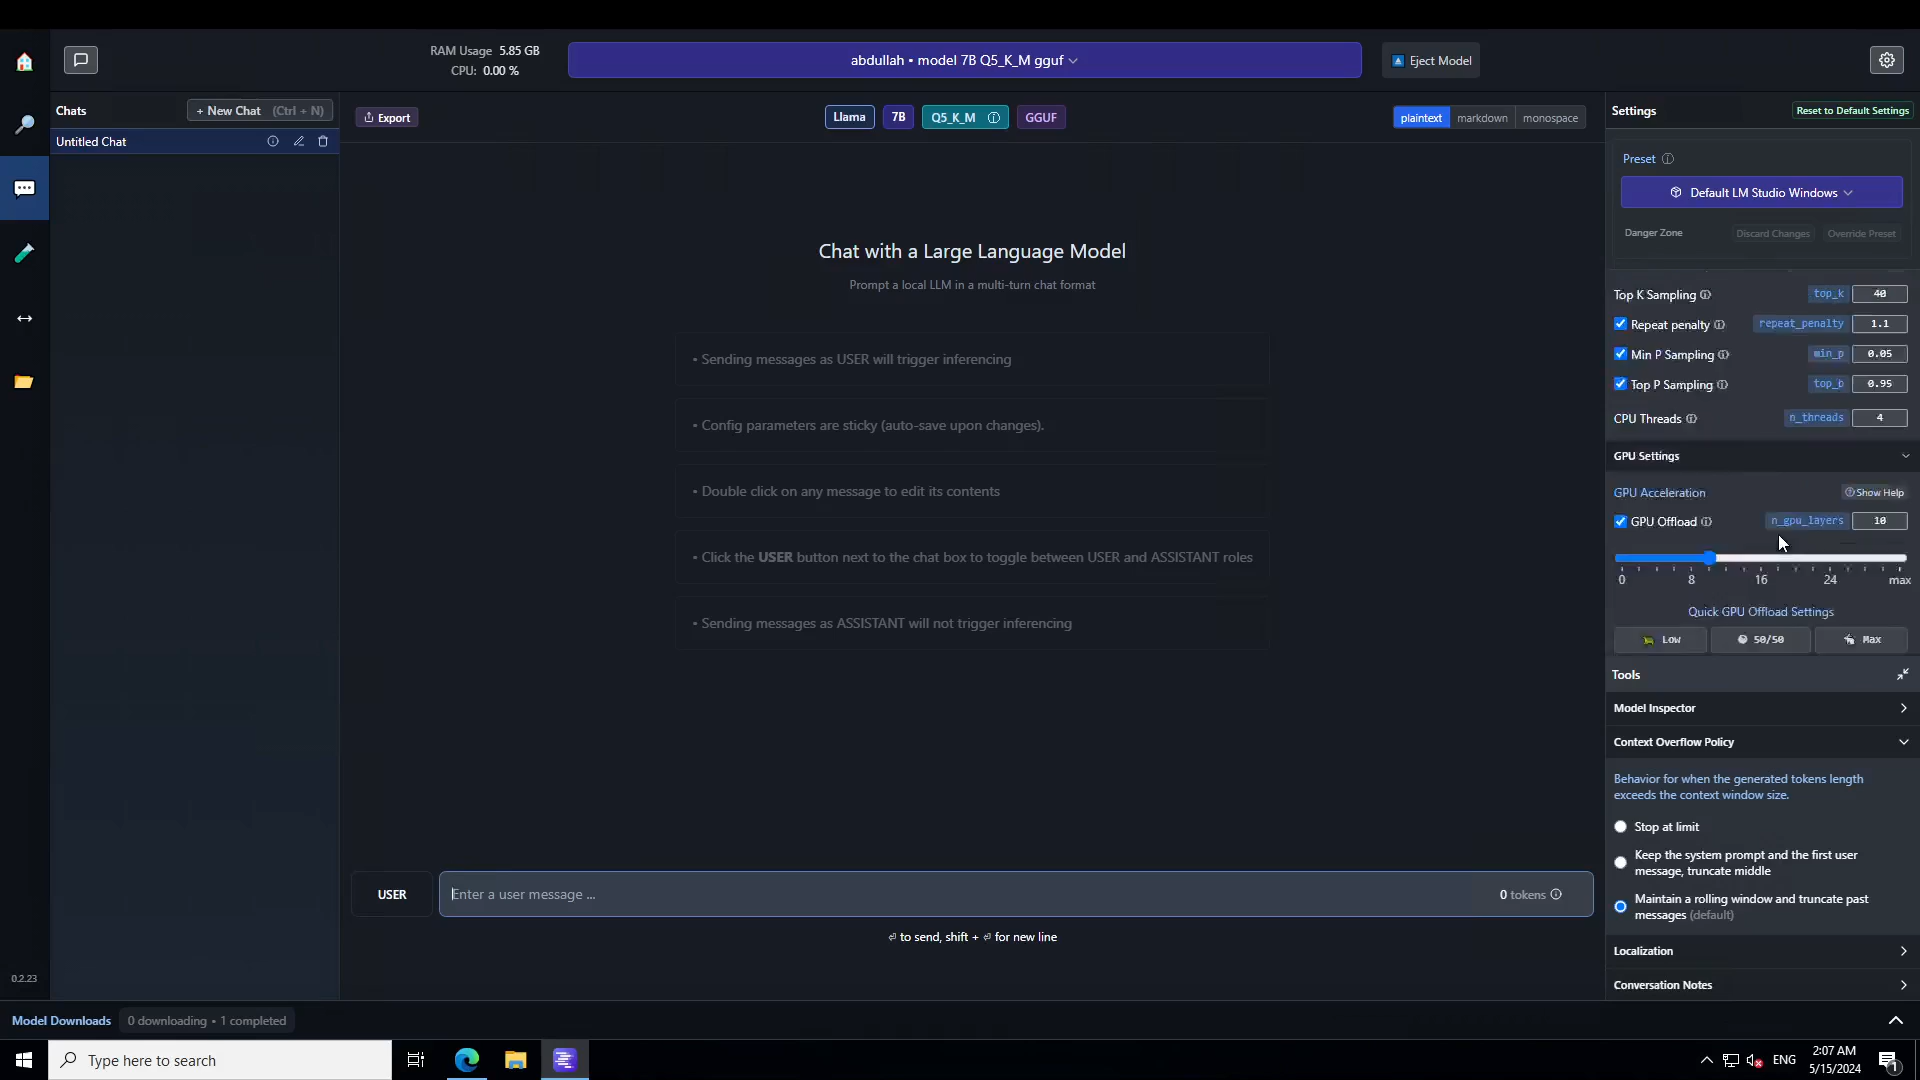 RAM Usage 5.85 GB
CPU: 0.00 %
abdullah • model 7B Q5_K_M gguf
Eject Model
Chats
+ New Chat (Ctrl + N)
Untitled Chat
Export
Llama
7B
Q5_K_M
GGUF
plaintext
markdown
monospace
Chat with a Large Language Model
Prompt a local LLM in a multi-turn chat format
• Sending messages as USER will trigger inferencing
• Config parameters are sticky (auto-save upon changes).
• Double click on any message to edit its contents
• Click the USER button next to the chat box to toggle between USER and ASSISTANT roles
• Sending messages as ASSISTANT will not trigger inferencing
USER
Enter a user message ...
0 tokens
⏎ to send, shift + ⏎ for new line
Settings
Reset to Default Settings
Preset
Default LM Studio Windows
Danger Zone
Discard Changes
Override Preset
Top K Sampling top_k 40
Repeat penalty repeat_penalty 1.1
Min P Sampling min_p 0.05
Top P Sampling top_p 0.95
CPU Threads n_threads 4
GPU Settings
GPU Acceleration
Show Help
GPU Offload n_gpu_layers 10
0 8 16 24 max
Quick GPU Offload Settings
Low
50/50
Max
Tools
Model Inspector
Context Overflow Policy
Behavior for when the generated tokens length
exceeds the context window size.
Stop at limit
Keep the system prompt and the first user
message, truncate middle
Maintain a rolling window and truncate past
messages (default)
Localization
Conversation Notes
0.2.23
Model Downloads
0 downloading • 1 completed
Type here to search
ENG
2:07 AM
5/15/2024
1